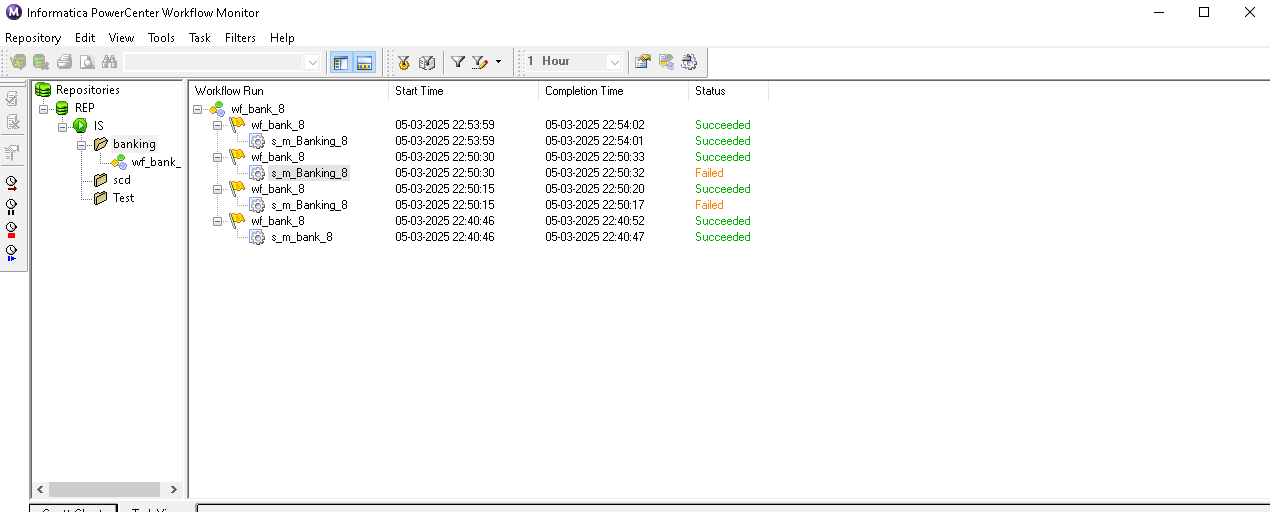 Informatica PowerCenter Workflow Monitor
Repository Edit View Tools Task Filters Help
1 Hour
Repositories
REP
IS
banking
wf_bank_
scd
Test
Workflow Run Start Time Completion Time Status
wf_bank_8
wf_bank_8 05-03-2025 22:53:59 05-03-2025 22:54:02 Succeeded
s_m_Banking_8 05-03-2025 22:53:59 05-03-2025 22:54:01 Succeeded
wf_bank_8 05-03-2025 22:50:30 05-03-2025 22:50:33 Succeeded
s_m_Banking_8 05-03-2025 22:50:30 05-03-2025 22:50:32 Failed
wf_bank_8 05-03-2025 22:50:15 05-03-2025 22:50:20 Succeeded
s_m_Banking_8 05-03-2025 22:50:15 05-03-2025 22:50:17 Failed
wf_bank_8 05-03-2025 22:40:46 05-03-2025 22:40:52 Succeeded
s_m_bank_8 05-03-2025 22:40:46 05-03-2025 22:40:47 Succeeded